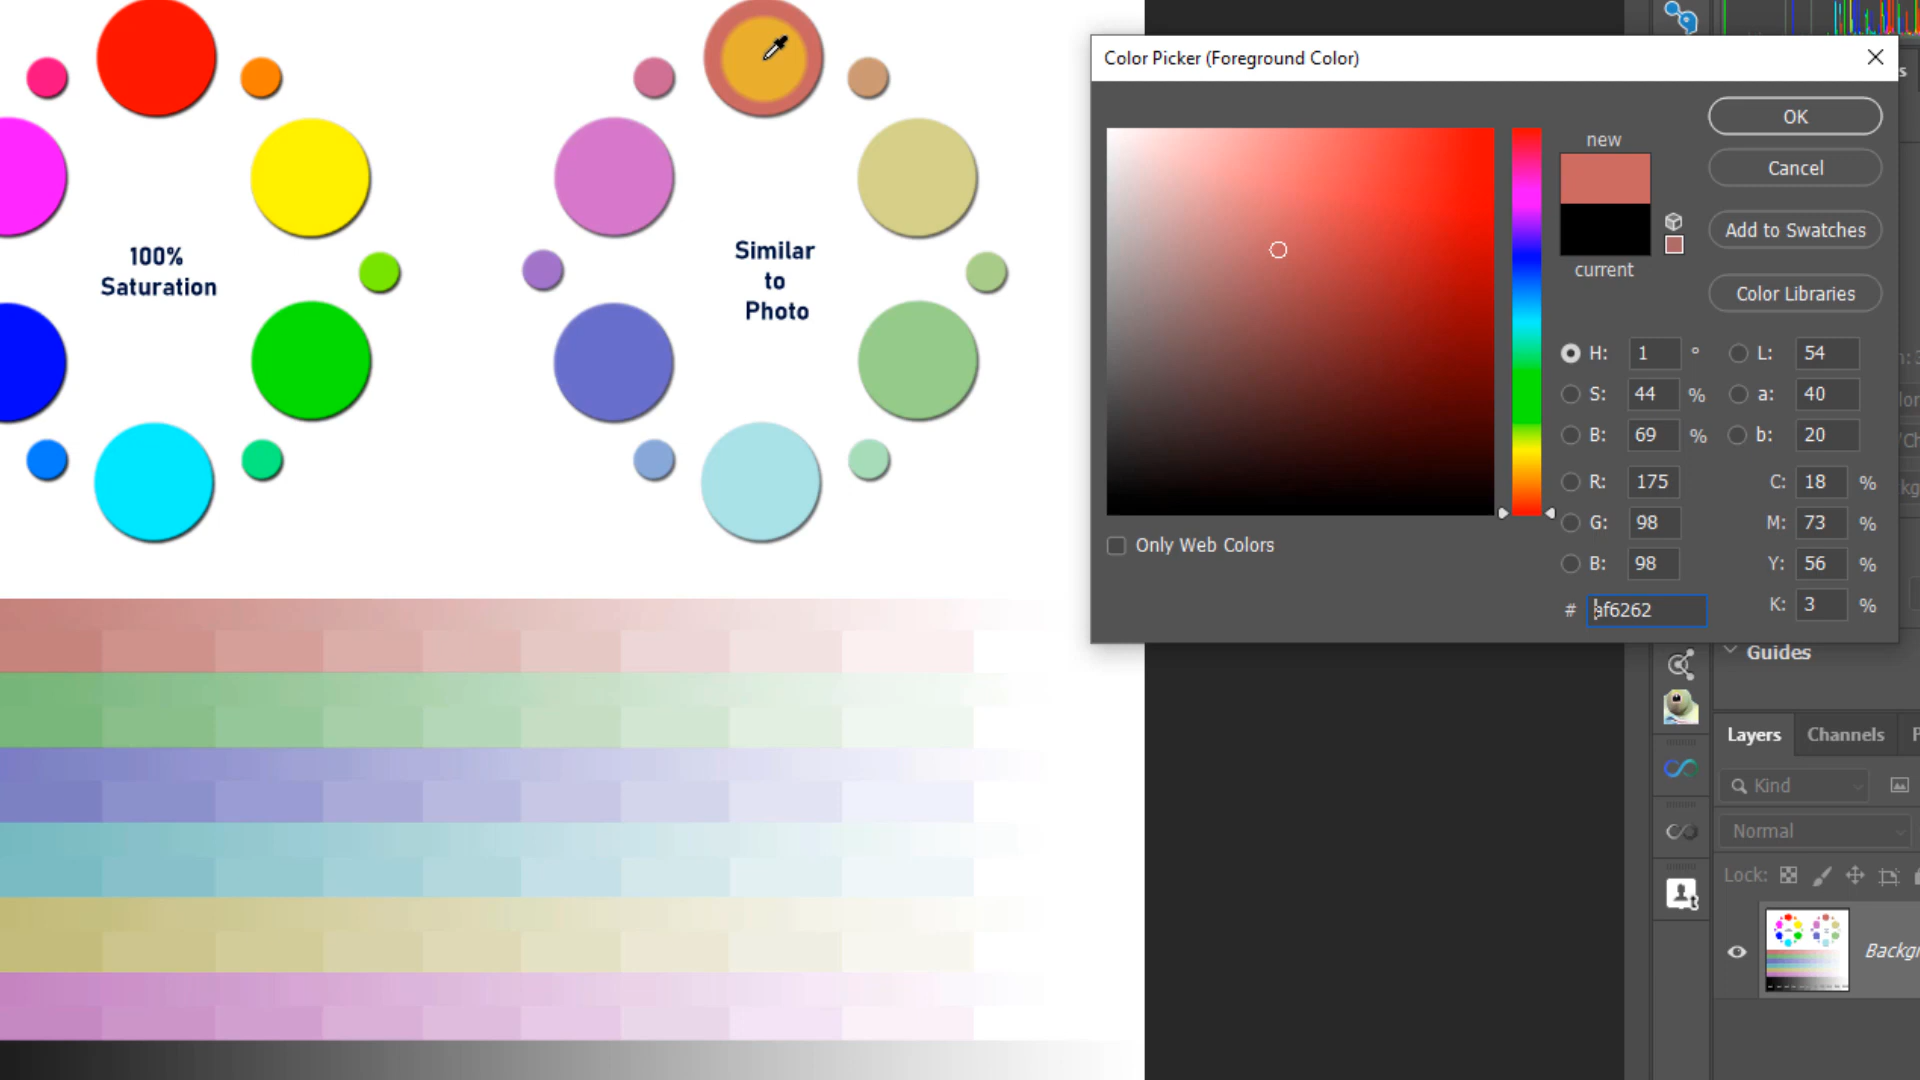 Color Picker (Foreground Color)
OK
new
Cancel
Add to Swatches
current
Color Libraries
100%
Saturation
Similar
to
Photo
H: 1 °
L: 54
S: 44 %
a: 40
B: 69 %
b: 20
R: 175
C: 18 %
G: 98
M: 73 %
Only Web Colors
B: 98
Y: 56 %
# af6262
K: 3 %
Guides
Layers
Channels
Kind
Normal
Lock: